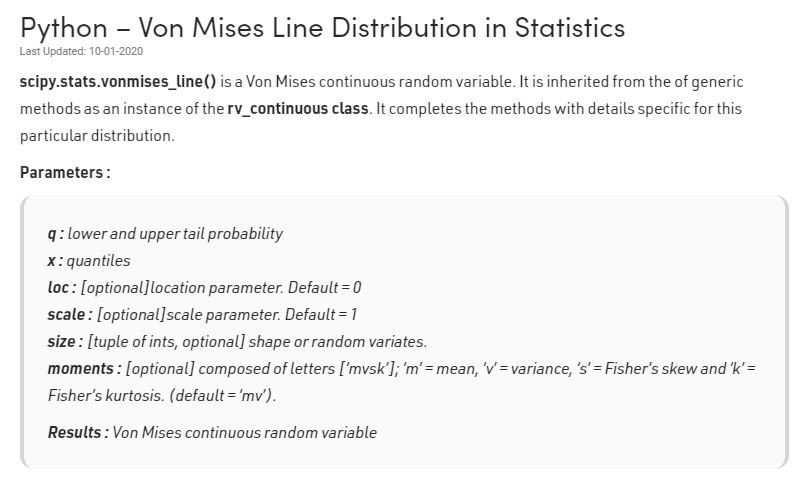 Python – Von Mises Line Distribution in Statistics
Last Updated: 10-01-2020
scipy.stats.vonmises_line() is a Von Mises continuous random variable. It is inherited from the of generic
methods as an instance of the rv_continuous class. It completes the methods with details specific for this
particular distribution.
Parameters :
q : lower and upper tail probability
x : quantiles
loc : [optional]location parameter. Default = 0
scale : [optional]scale parameter. Default = 1
size : [tuple of ints, optional] shape or random variates.
moments : [optional] composed of letters [‘mvsk’]; ‘m’ = mean, ‘v’ = variance, ‘s’ = Fisher’s skew and ‘k’ =
Fisher’s kurtosis. (default = ‘mv’).
Results : Von Mises continuous random variable